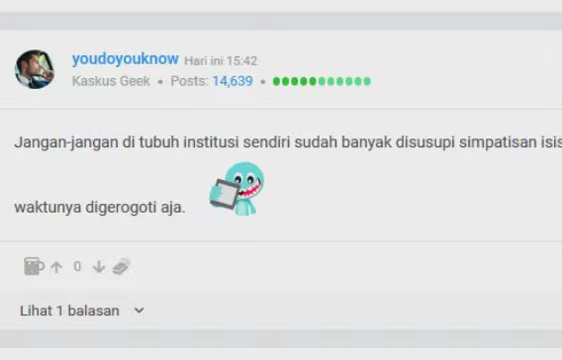 youdoyouknow Hari ini 15:42
Kaskus Geek • Posts: 14,639 •
Jangan-jangan di tubuh institusi sendiri sudah banyak disusupi simpatisan isis
waktunya digerogoti aja.
0
Lihat 1 balasan